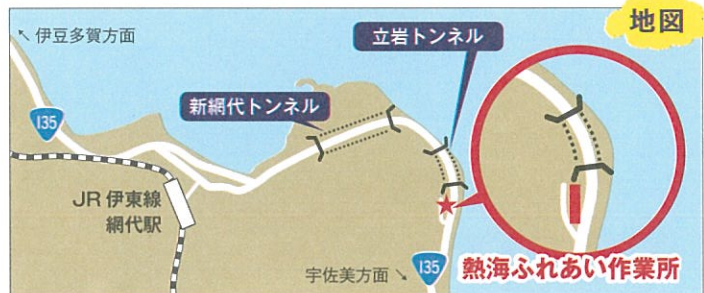 地図
↖ 伊豆多賀方面
立岩トンネル
新網代トンネル
135
JR 伊東線
網代駅
宇佐美方面 ↘
135
熱海ふれあい作業所